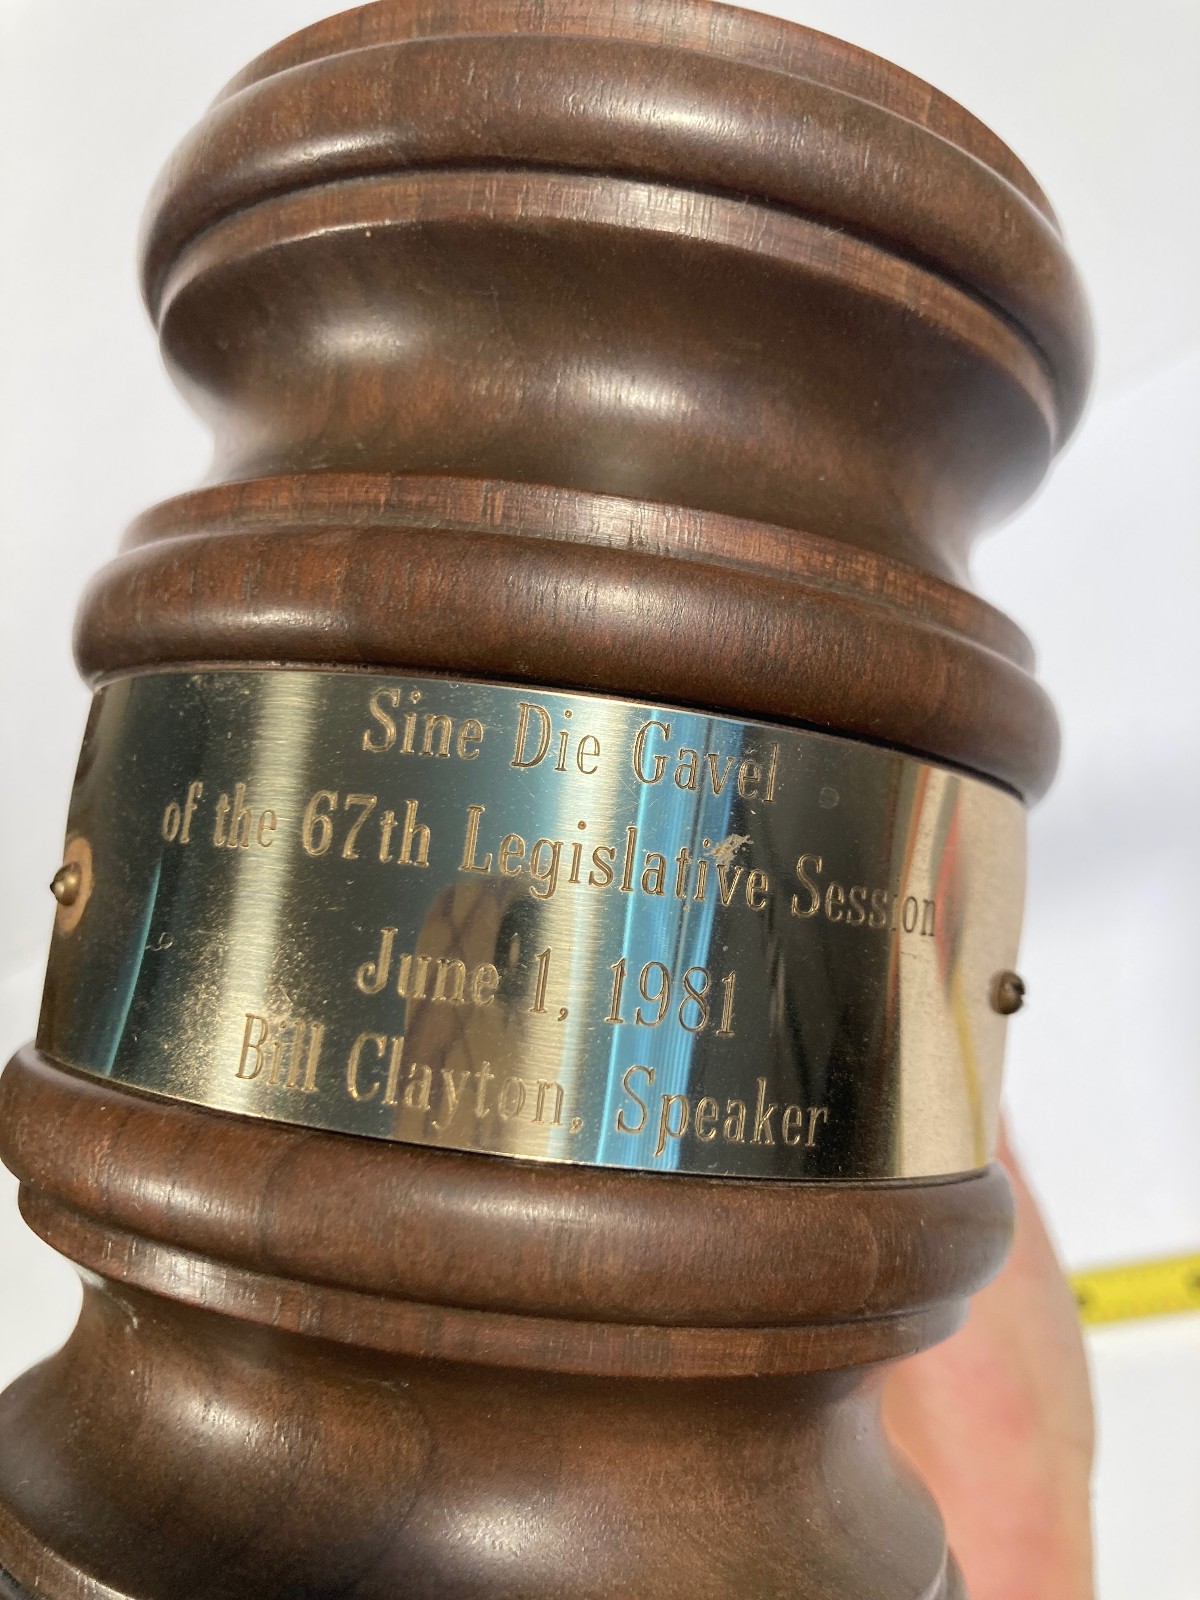 Sine Die Gavel
of the 67th Legislative Session
June 1, 1981
Bill Clayton, Speaker